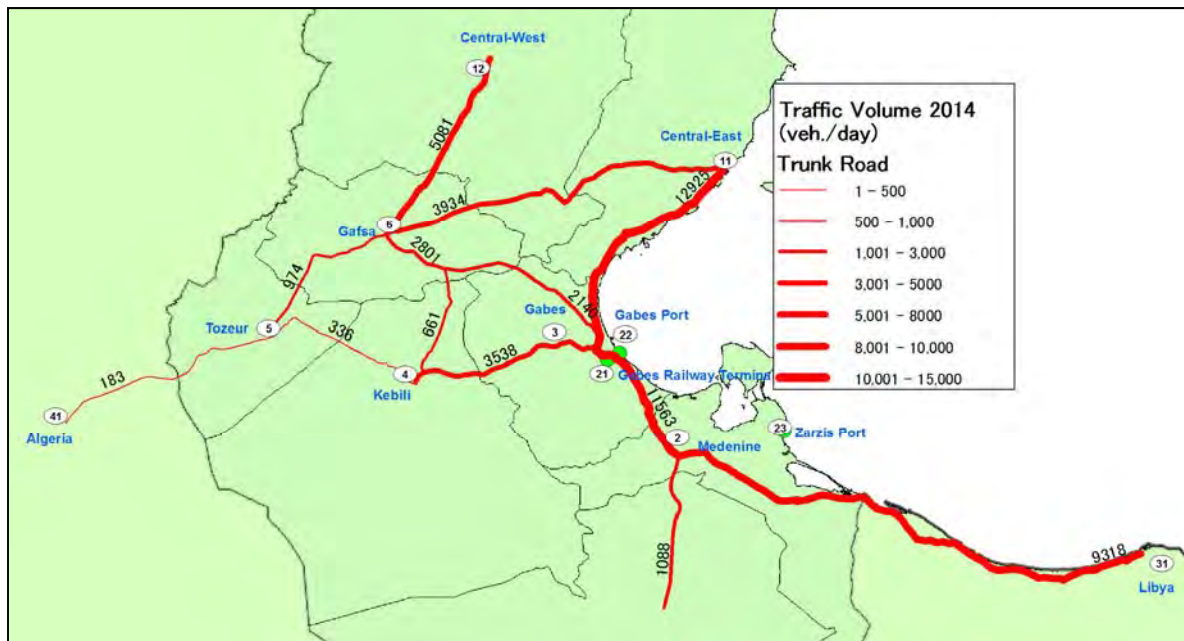 Central-West
12
5081
Central-East
11
12925
3934
6
Gafsa
2801
974
2140
Gabes
3
Gabes Port
22
Tozeur
5
336
661
3538
21
Gabes Railway Termina
4
Kebili
183
41
Algeria
11563
2
Medenine
23
Zarzis Port
1088
9318
31
Libya
Traffic Volume 2014
(veh./day)
Trunk Road
1 - 500
500 - 1,000
1,001 - 3,000
3,001 - 5000
5,001 - 8000
8,001 - 10,000
10,001 - 15,000